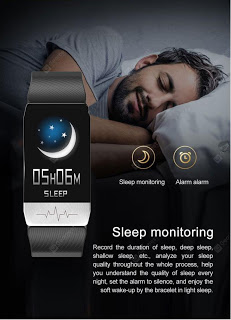 05H06M
SLEEP
Sleep monitoring
Alarm alarm
Sleep monitoring
Record the duration of sleep, deep sleep,
shallow sleep, etc., analyze your sleep
quality throughout the whole process, help
you understand the quality of sleep every
night, set the alarm to silence, and enjoy the
soft wake-up by the bracelet in light sleep.